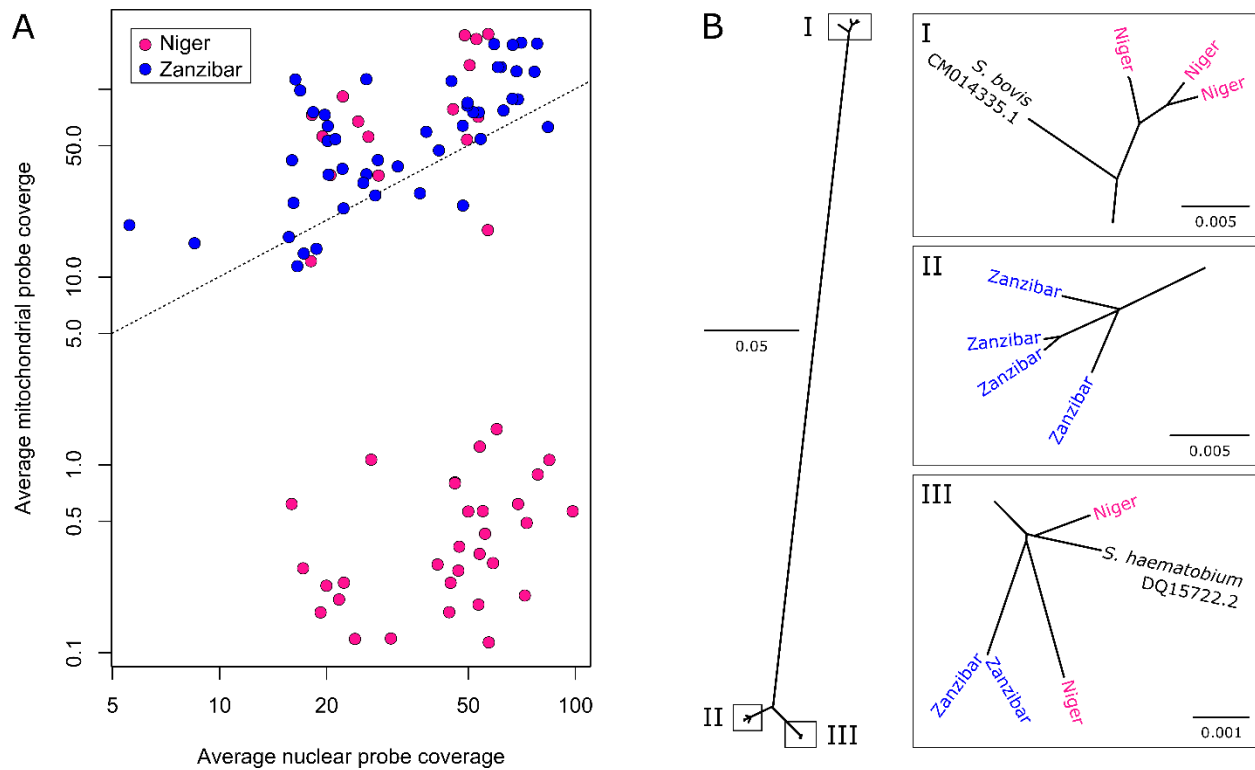 A
Niger
Zanzibar
Average mitochondrial probe coverge
50.0
10.0
5.0
1.0
0.5
0.1
5
10
20
50
100
Average nuclear probe coverage
B
I
0.05
II
III
I
S. bovis
CM014335.1
Niger
Niger
Niger
0.005
II
Zanzibar
Zanzibar
Zanzibar
Zanzibar
0.005
III
Niger
S. haematobium
DQ15722.2
Zanzibar
Zanzibar
Niger
0.001